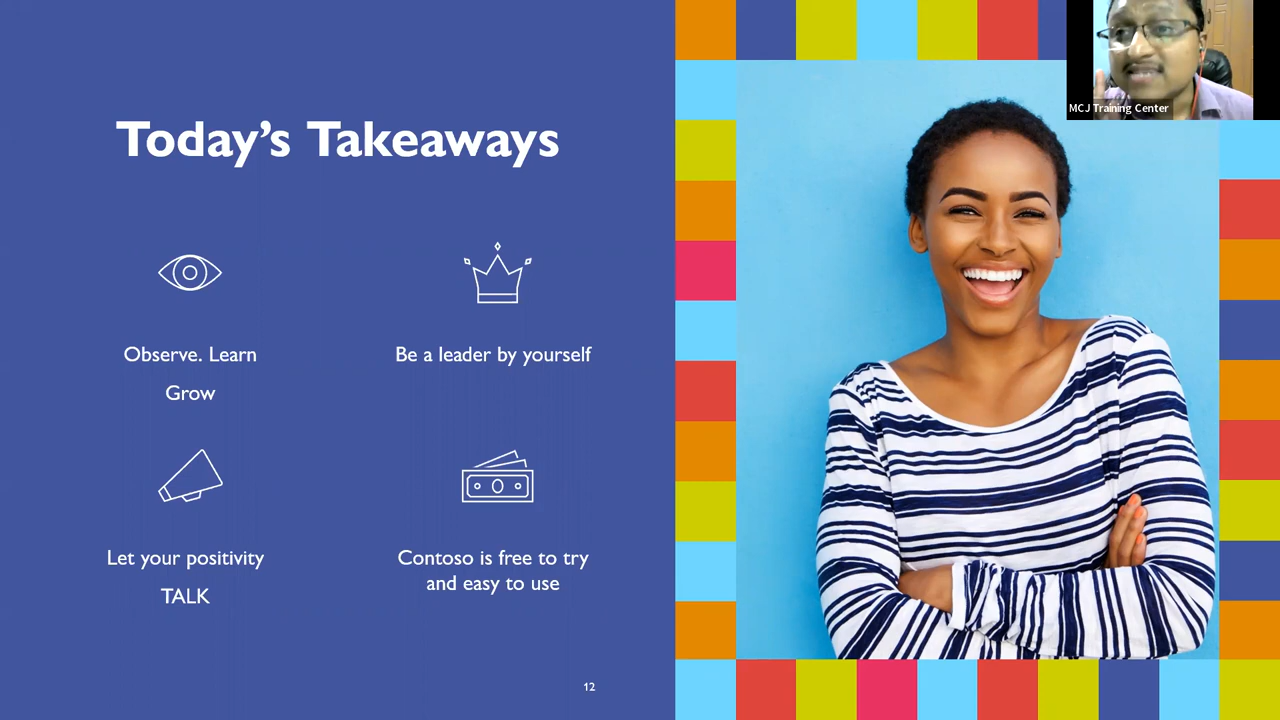 Today's Takeaways
Observe. Learn
Grow
Be a leader by yourself
Let your positivity
TALK
Contoso is free to try
and easy to use
12
MCJ Training Center